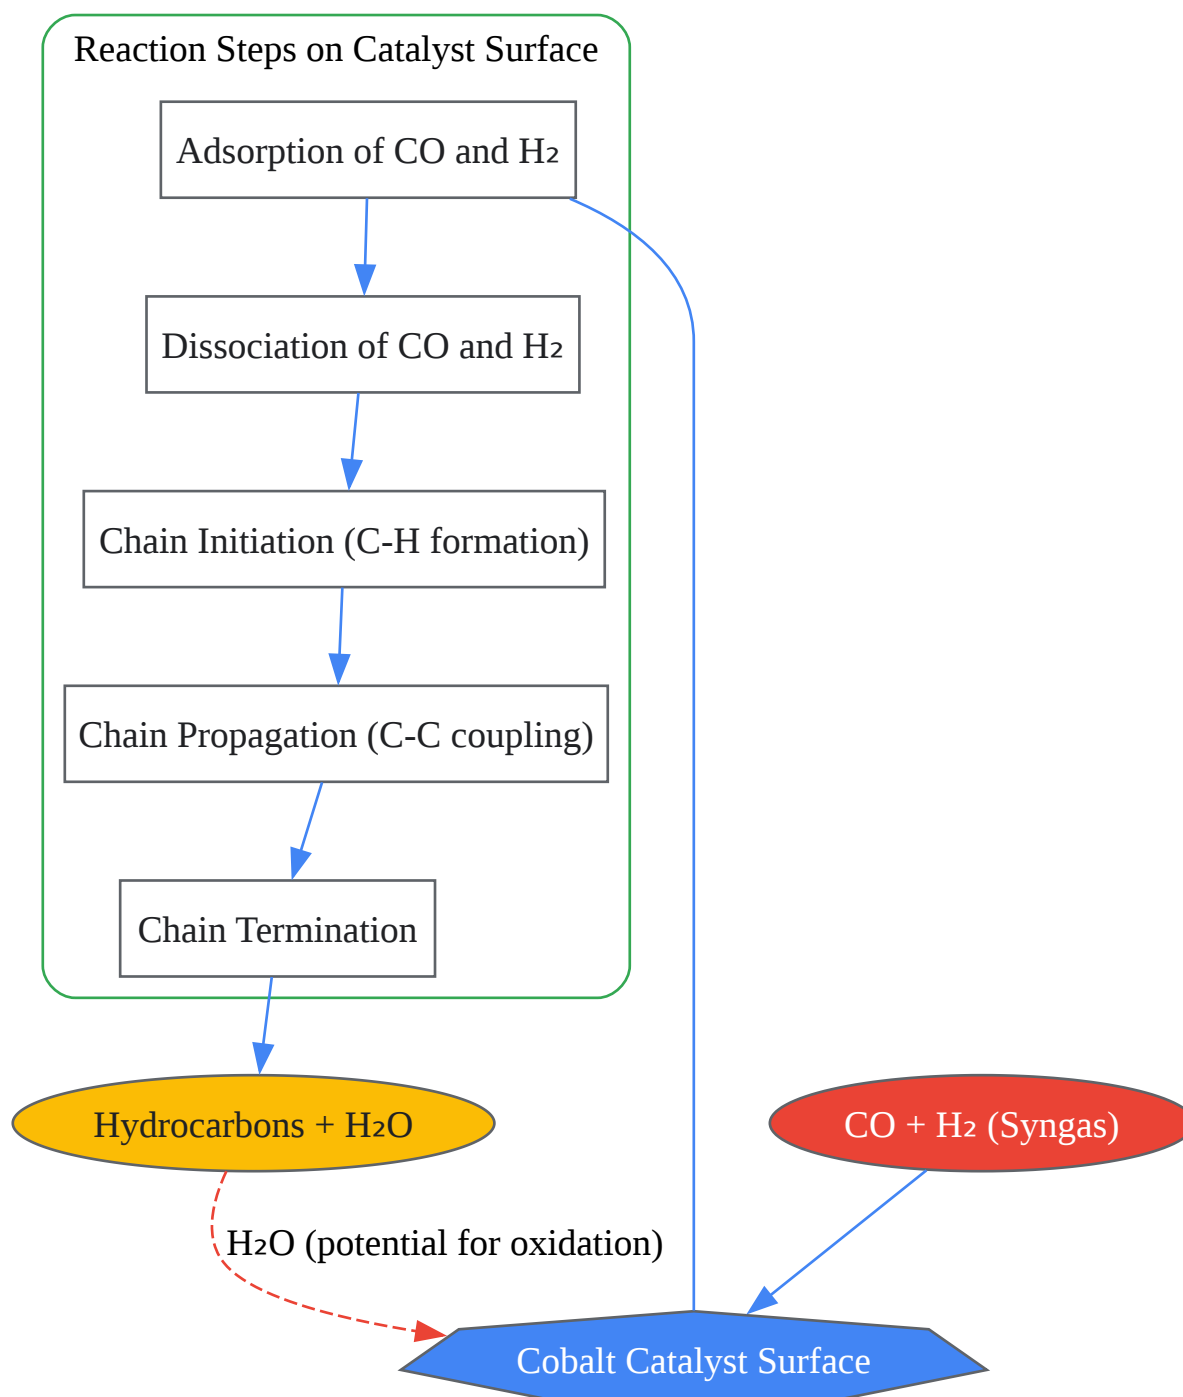 Reaction Steps on Catalyst Surface
Adsorption of CO and H₂
Dissociation of CO and H₂
Chain Initiation (C-H formation)
Chain Propagation (C-C coupling)
Chain Termination
Hydrocarbons + H₂O
CO + H₂ (Syngas)
H₂O (potential for oxidation)
Cobalt Catalyst Surface